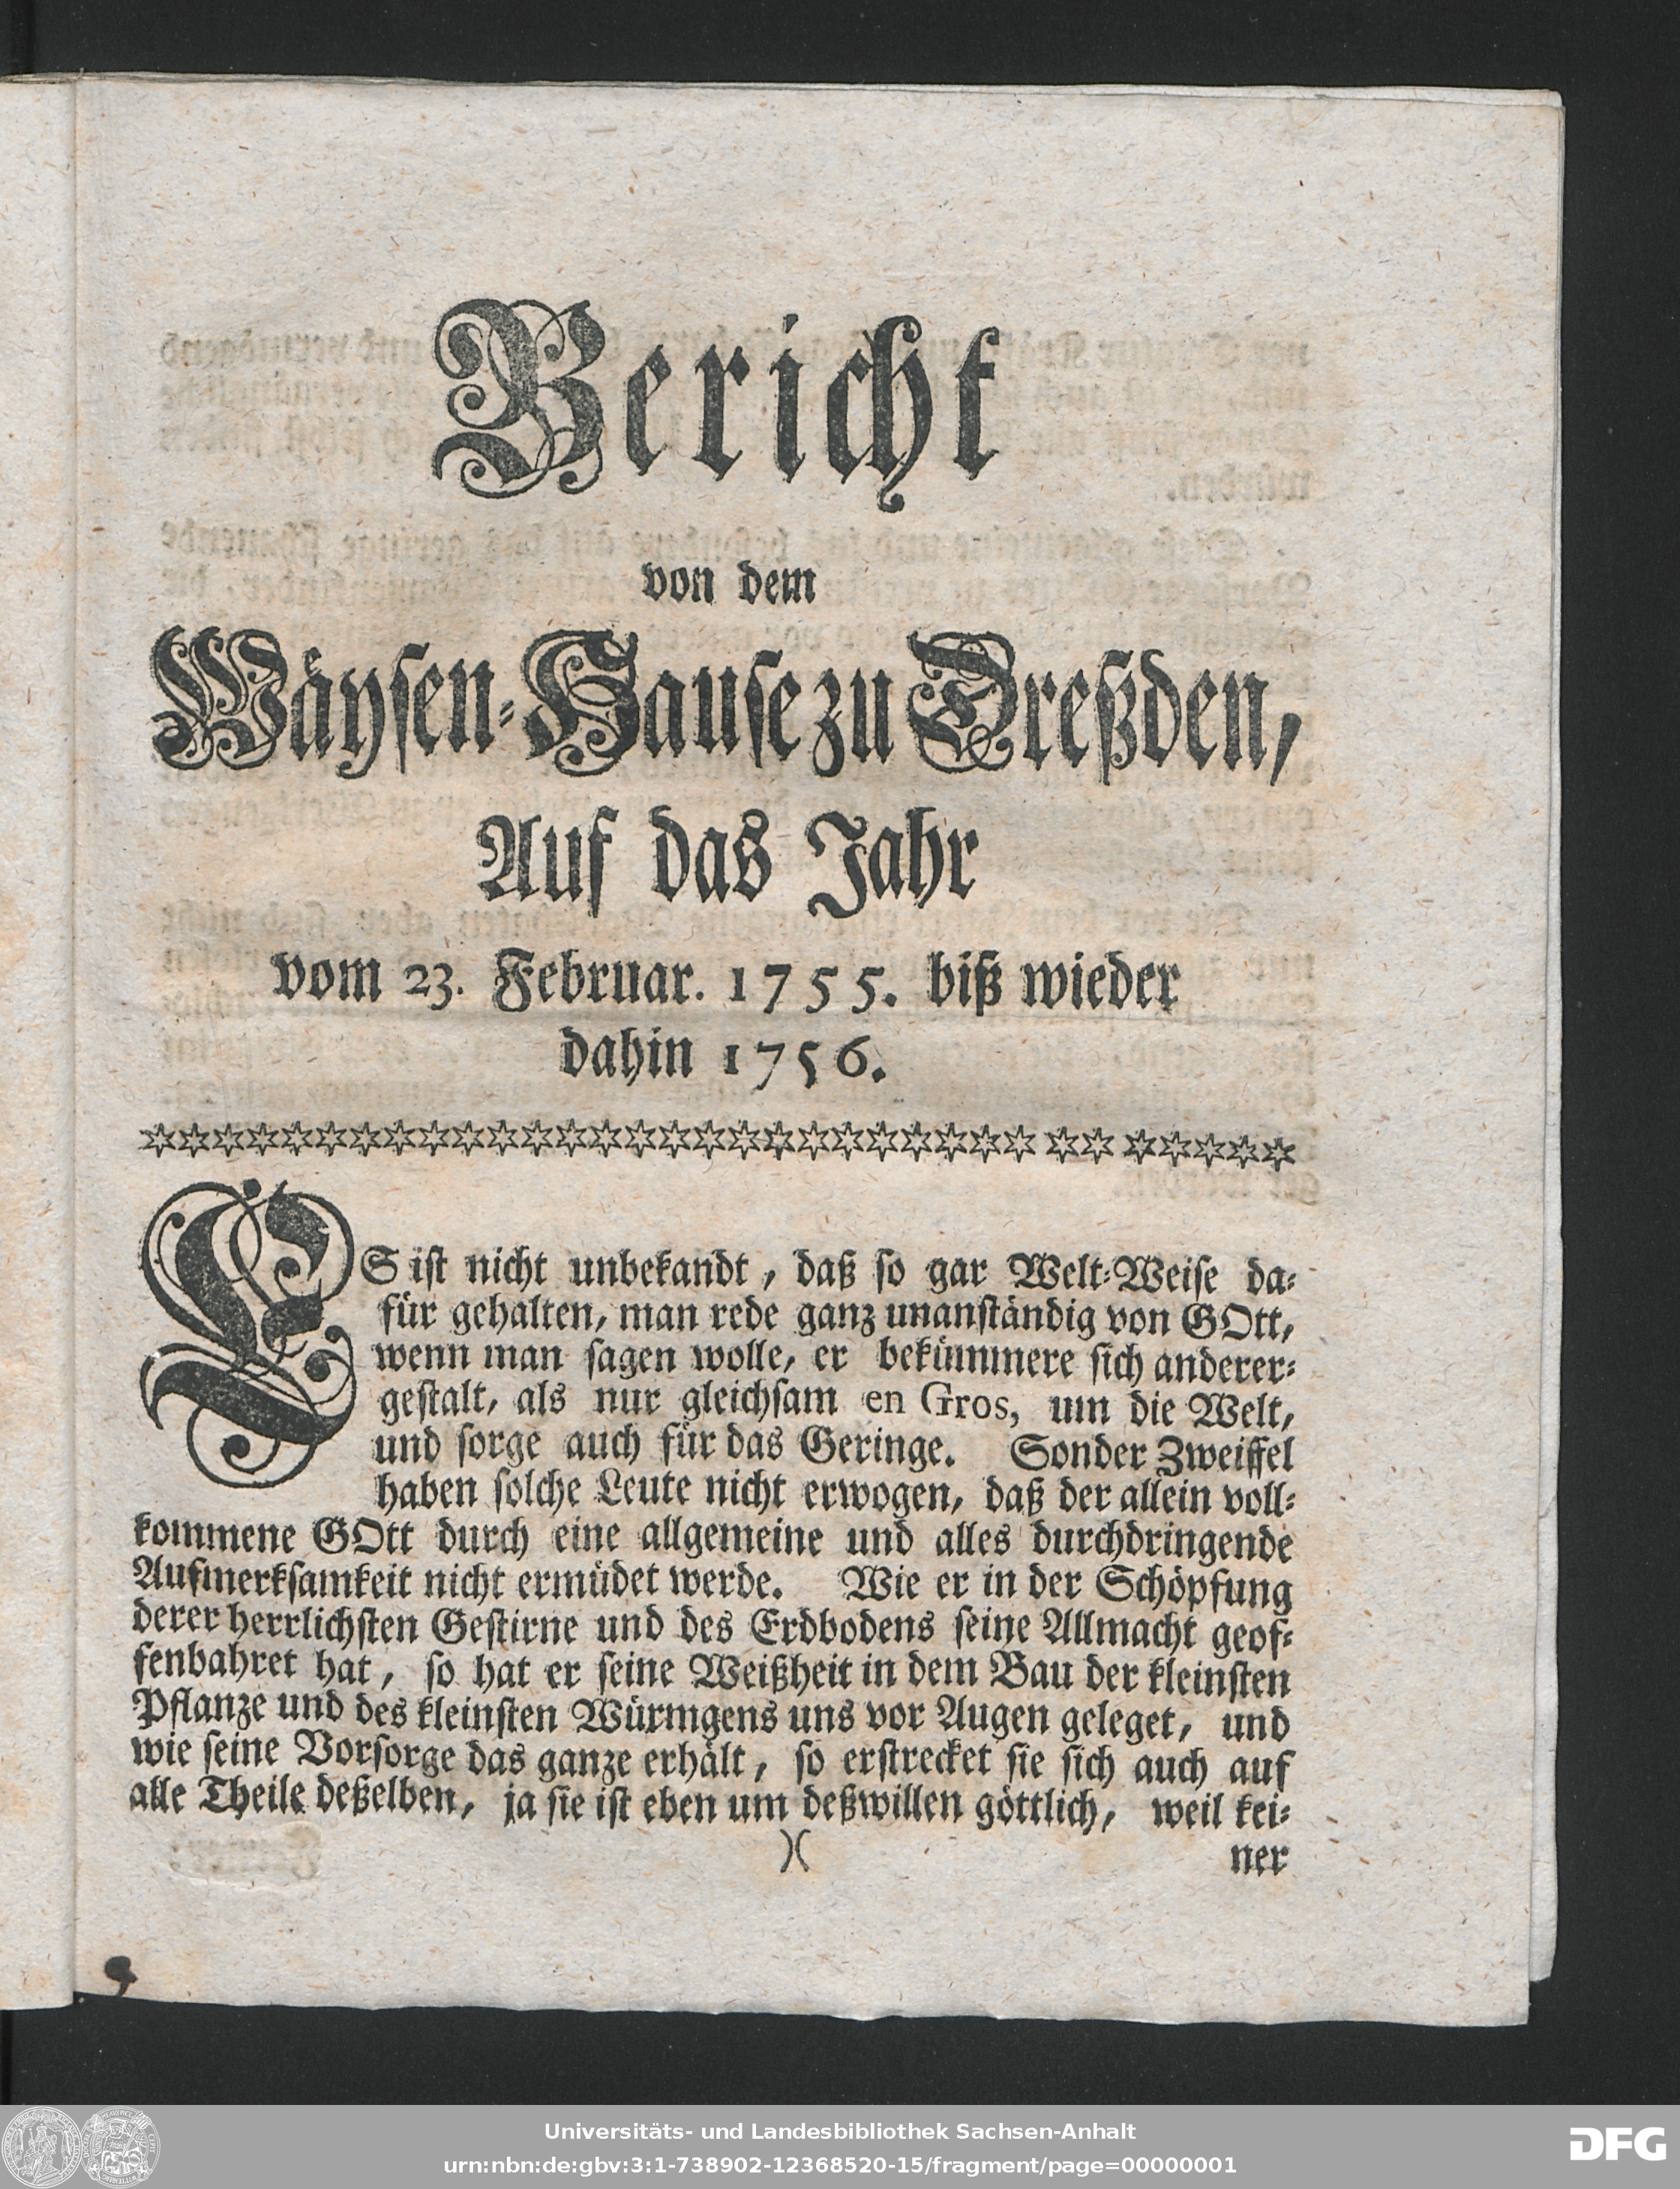 Bericht
von dem
Wäysen-Hause zu Dreßden,
Auf das Jahr
vom 23. Februar. 1755. biß wieder
dahin 1756.
ES ist nicht unbekandt, daß so gar Welt-Weise da-
für gehalten, man rede ganz unanständig von GOtt,
wenn man sagen wolle, er bekümmere sich anderer-
gestalt, als nur gleichsam en Gros, um die Welt,
und sorge auch für das Geringe. Sonder Zweiffel
haben solche Leute nicht erwogen, daß der allein voll-
kommene GOtt durch eine allgemeine und alles durchdringende
Aufmerksamkeit nicht ermüdet werde. Wie er in der Schöpfung
derer herrlichsten Gestirne und des Erdbodens seine Allmacht geof-
fenbahret hat, so hat er seine Weißheit in dem Bau der kleinsten
Pflanze und des kleinsten Würmgens uns vor Augen geleget, und
wie seine Vorsorge das ganze erhält, so erstrecket sie sich auch auf
alle Theile deßelben, ja sie ist eben um deßwillen göttlich, weil kei-
)(
ner
Universitäts- und Landesbibliothek Sachsen-Anhalt
urn:nbn:de:gbv:3:1-738902-12368520-15/fragment/page=00000001
DFG